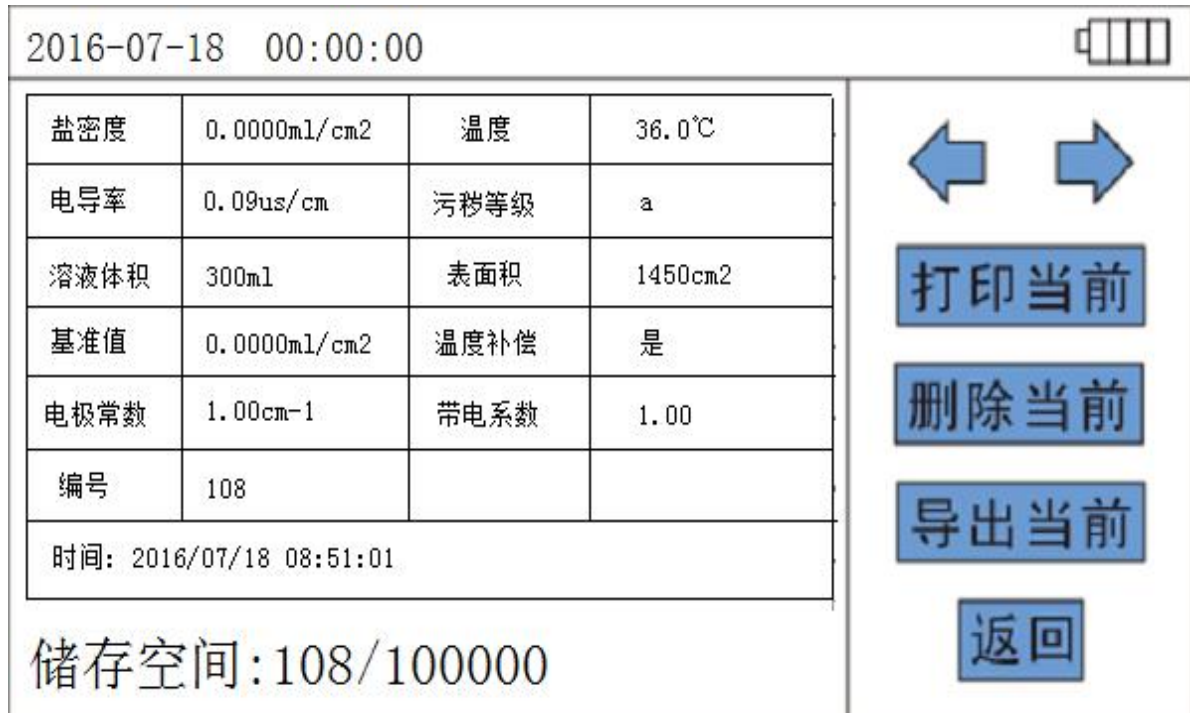 2016-07-18 00:00:00
盐密度 0.0000ml/cm2 温度 36.0℃
电导率 0.09us/cm 污秽等级 a
溶液体积 300ml 表面积 1450cm2
基准值 0.0000ml/cm2 温度补偿 是
电极常数 1.00cm-1 带电系数 1.00
编号 108
时间: 2016/07/18 08:51:01
储存空间:108/100000
打印当前
删除当前
导出当前
返回